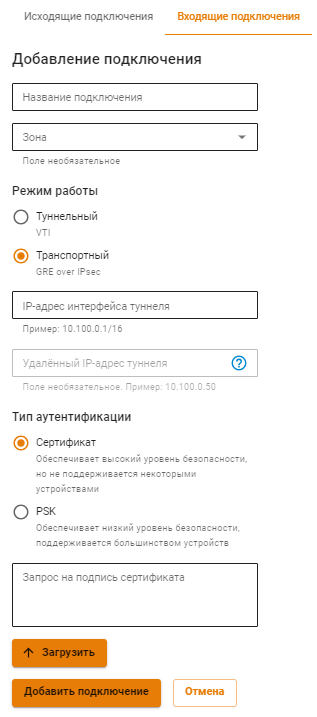 Исходящие подключения Входящие подключения
Добавление подключения
Название подключения
Зона
Поле необязательное
Режим работы
Туннельный
VTI
Транспортный
GRE over IPsec
IP-адрес интерфейса туннеля
Пример: 10.100.0.1/16
Удалённый IP-адрес туннеля
Поле необязательное. Пример: 10.100.0.50
Тип аутентификации
Сертификат
Обеспечивает высокий уровень безопасности,
но не поддерживается некоторыми
устройствами
PSK
Обеспечивает низкий уровень безопасности,
поддерживается большинством устройств
Запрос на подпись сертификата
Загрузить
Добавить подключение Отмена